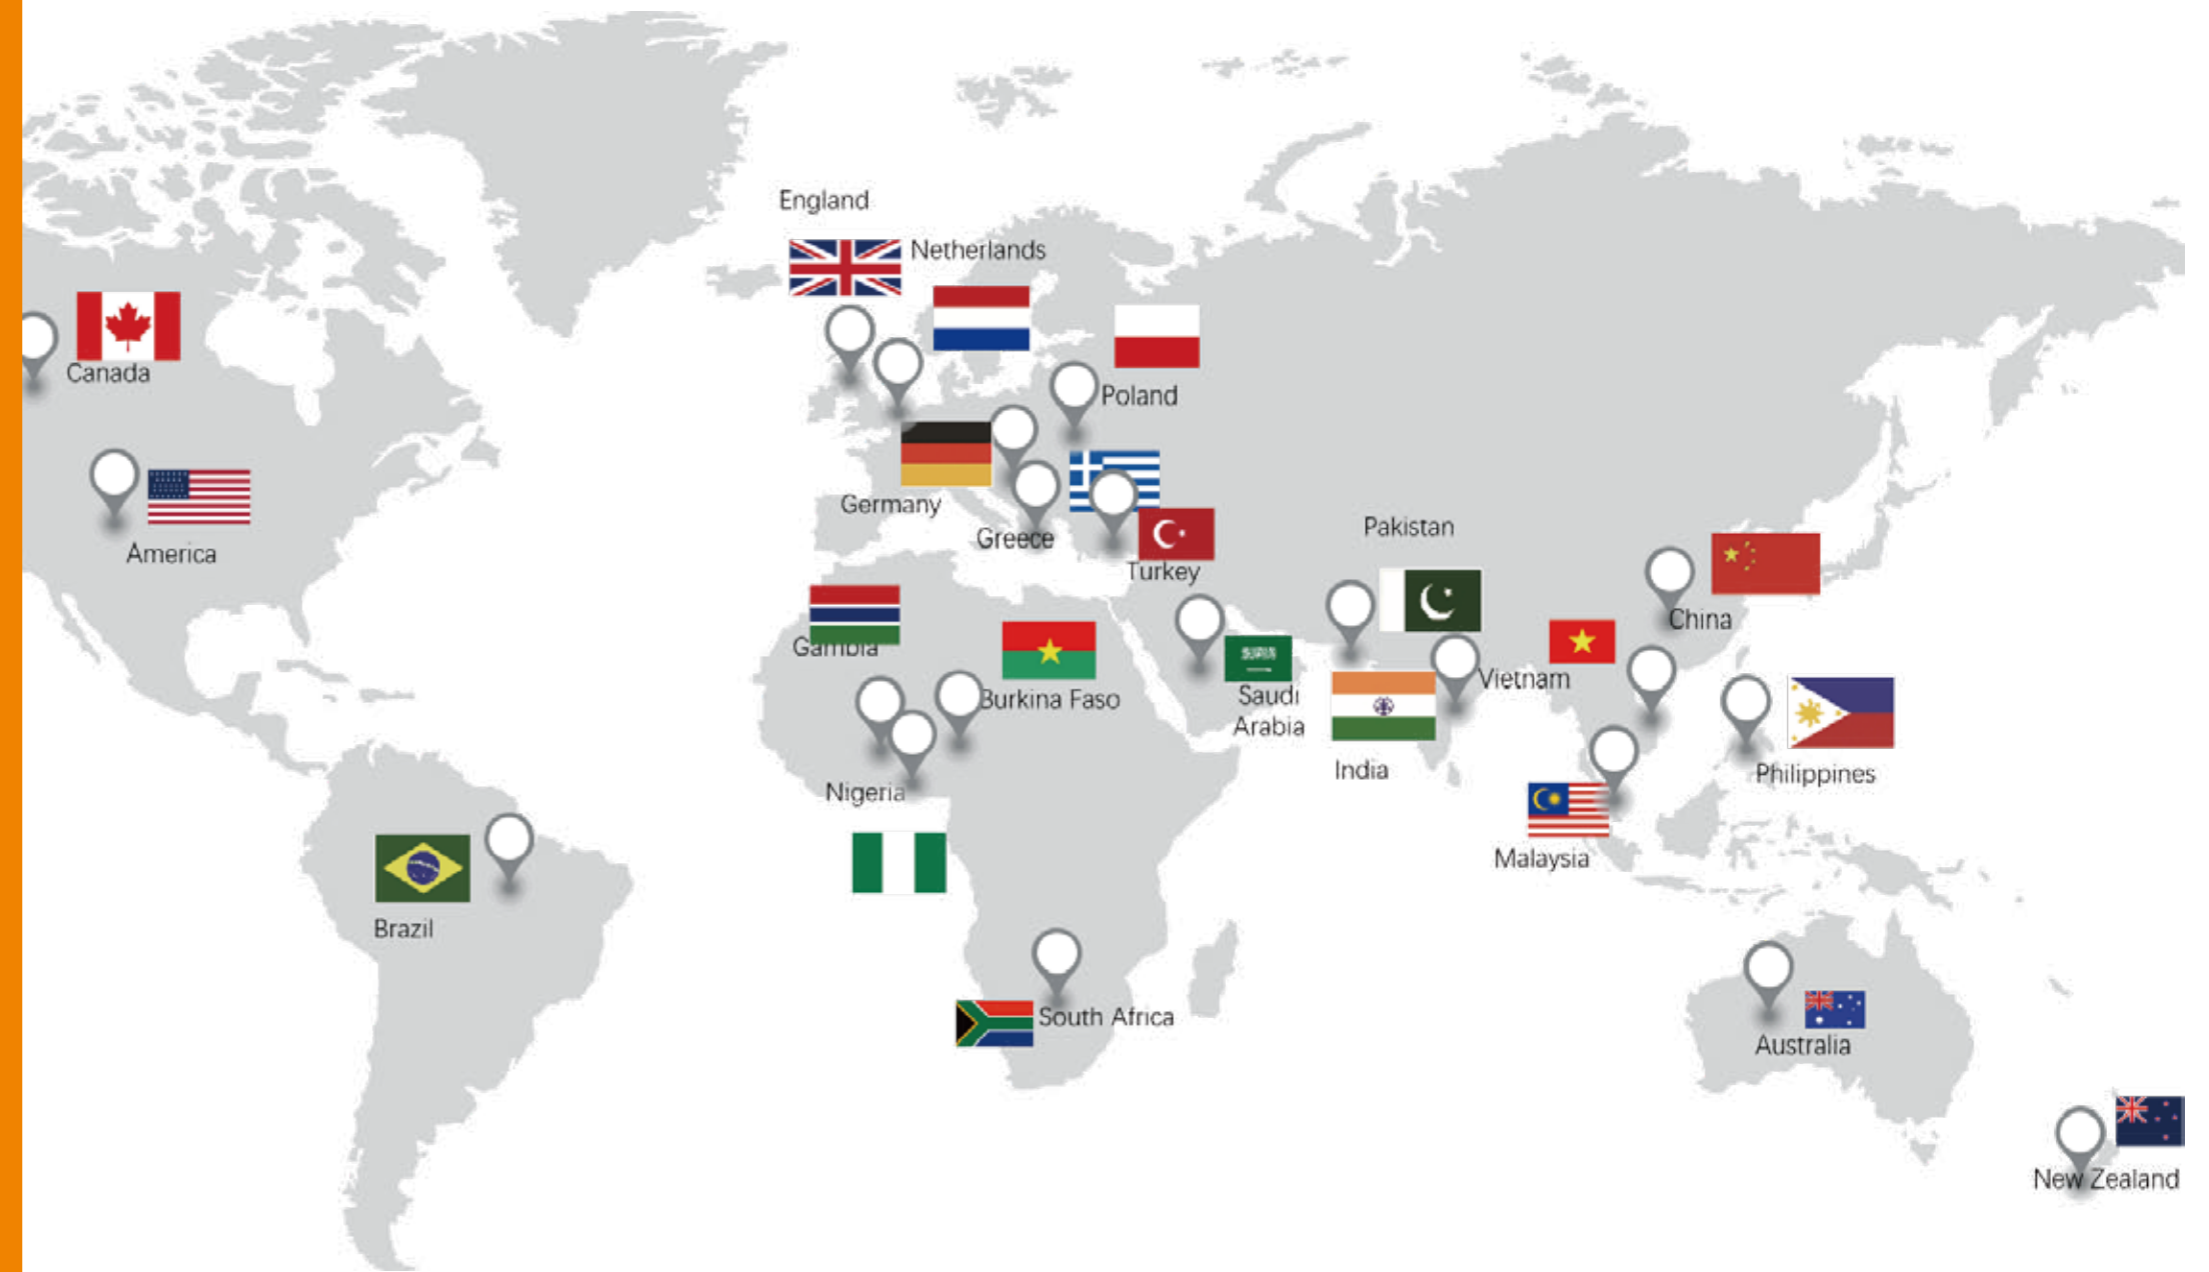 England
Netherlands
Canada
Poland
America
Germany
Greece
Turkey
Pakistan
China
Gambia
Burkina Faso
Saudi
Arabia
Vietnam
India
Philippines
Nigeria
Malaysia
Brazil
South Africa
Australia
New Zealand